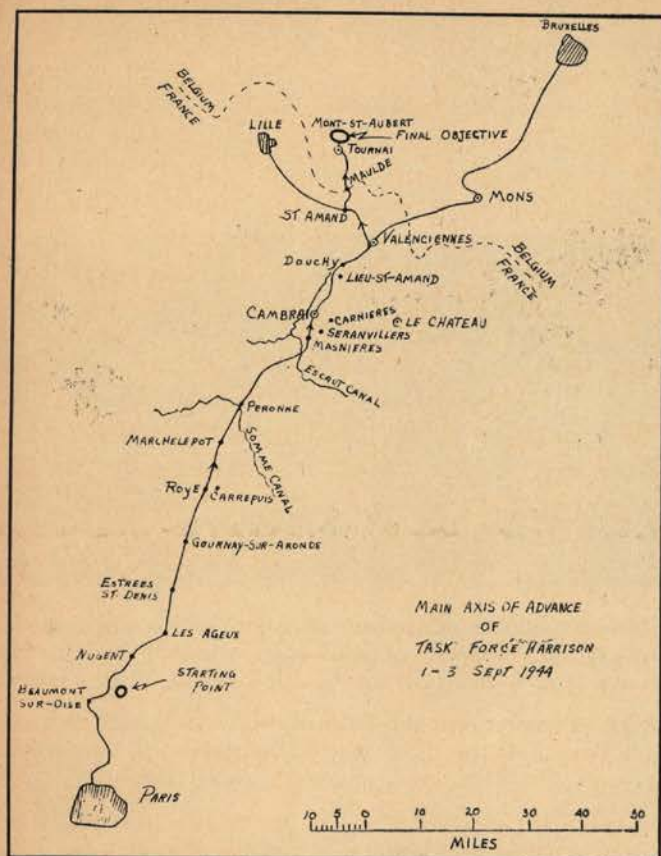 BRUXELLES
BELGIUM
FRANCE
LILLE
MONT-ST-AUBERT
FINAL OBJECTIVE
TOURNAI
MAULDE
MONS
ST AMAND
VALENCIENNES
DOUCHY
BELGIUM
FRANCE
LIEU-ST-AMAND
CAMBRAI
CARNIERES
LE CHATEAU
SERANVILLERS
MASNIERES
ESCAUT CANAL
PERONNE
MARCHELEPOT
SOMME CANAL
ROYE
CARREPUIS
GOURNAY-SUR-ARONDE
ESTREES
ST DENIS
MAIN AXIS OF ADVANCE
OF
TASK FORCE HARRISON
1-3 SEPT 1944
LES AGEUX
NUGENT
STARTING
POINT
BEAUMONT
SUR-OISE
PARIS
10 5 0 10 20 30 40 50
MILES